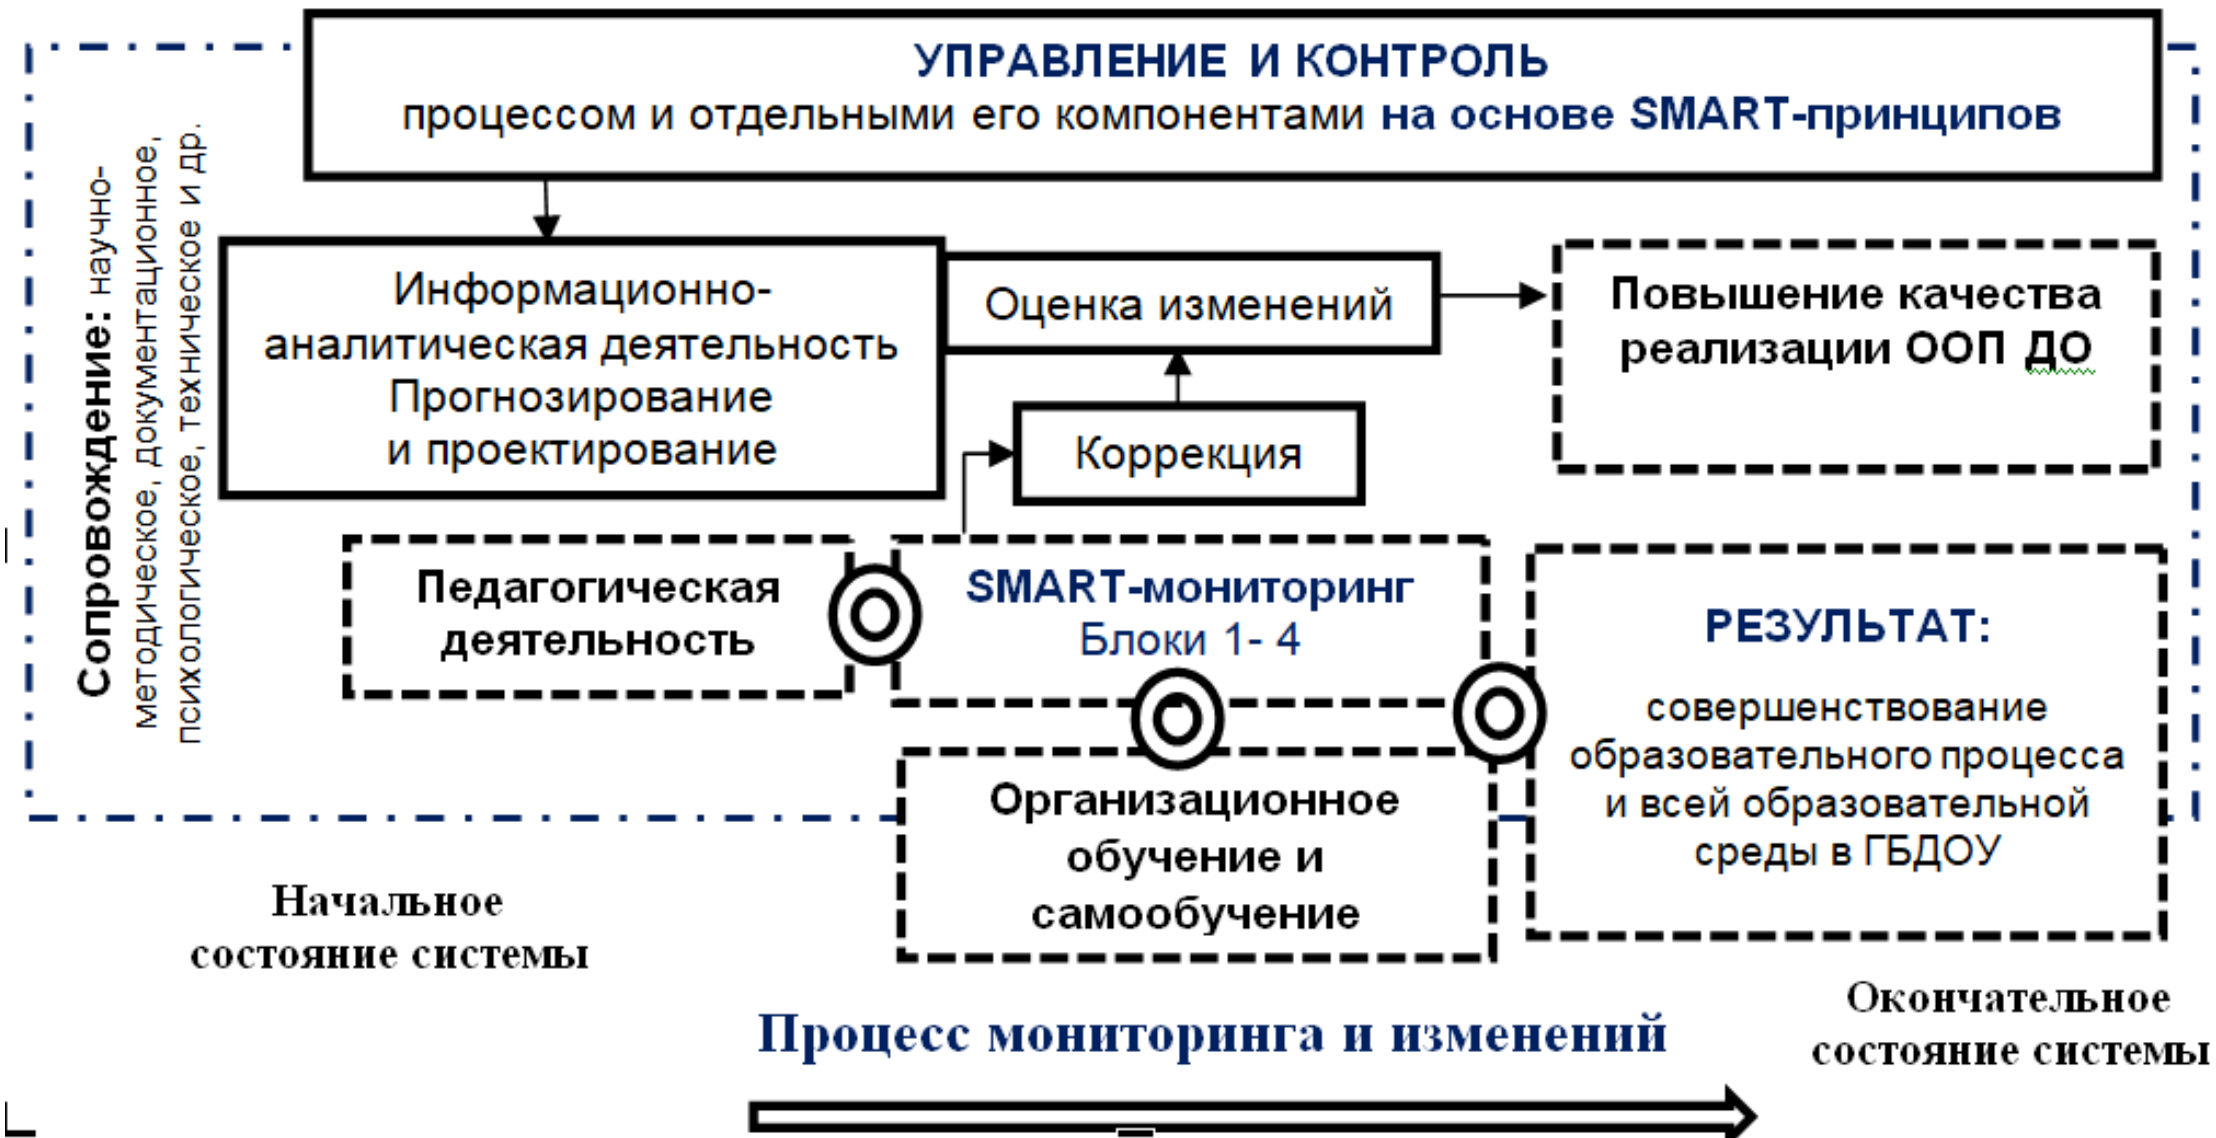 УПРАВЛЕНИЕ И КОНТРОЛЬ
процессом и отдельными его компонентами на основе SMART-принципов
Сопровождение: научно-
методическое, документационное,
психологическое, техническое и др.
Информационно-
аналитическая деятельность
Прогнозирование
и проектирование
Оценка изменений
Повышение качества
реализации ООП ДО
Коррекция
Педагогическая
деятельность
SMART-мониторинг
Блоки 1- 4
РЕЗУЛЬТАТ:
совершенствование
образовательного процесса
и всей образовательной
среды в ГБДОУ
Организационное
обучение и
самообучение
Начальное
состояние системы
Процесс мониторинга и изменений
Окончательное
состояние системы